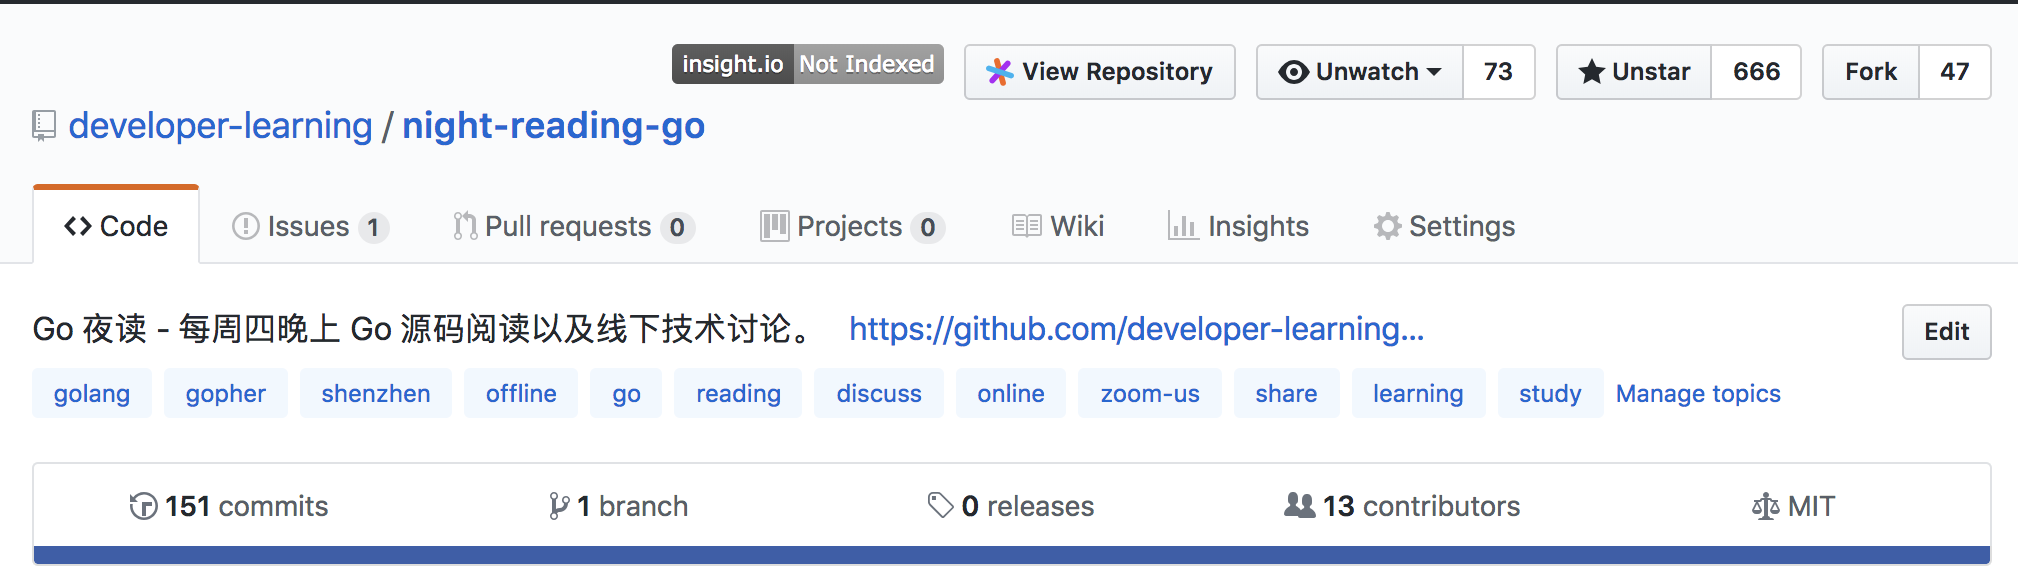 insight.io Not Indexed View Repository Unwatch 73 Unstar 666 Fork 47
developer-learning / night-reading-go
Code Issues 1 Pull requests 0 Projects 0 Wiki Insights Settings
Go 夜读 - 每周四晚上 Go 源码阅读以及线下技术讨论。 https://github.com/developer-learning... Edit
golang gopher shenzhen offline go reading discuss online zoom-us share learning study Manage topics
151 commits 1 branch 0 releases 13 contributors MIT